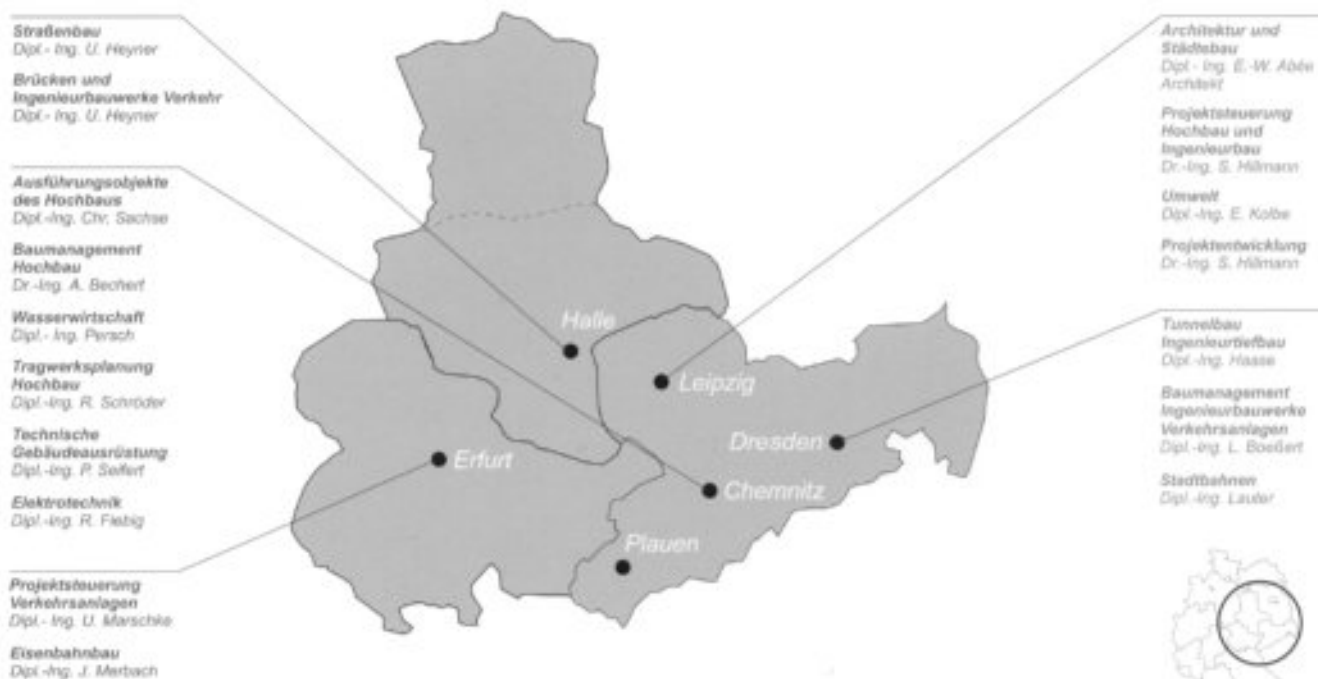 Straßenbau
Dipl.- Ing. U. Heyner
Brücken und
Ingenieurbauwerke Verkehr
Dipl.- Ing. U. Heyner
Ausführungsobjekte
des Hochbaus
Dipl.-Ing. Chr. Sachse
Baumanagement
Hochbau
Dr.-Ing. A. Bechert
Wasserwirtschaft
Dipl.- Ing. Persch
Tragwerksplanung
Hochbau
Dipl.-Ing. R. Schröder
Technische
Gebäudeausrüstung
Dipl.-Ing. P. Seifert
Elektrotechnik
Dipl.-Ing. R. Fiebig
Projektsteuerung
Verkehrsanlagen
Dipl.- Ing. U. Marschke
Eisenbahnbau
Dipl.-Ing. J. Merbach
Halle
Leipzig
Dresden
Erfurt
Chemnitz
Plauen
Architektur und
Städtebau
Dipl.- Ing. E.-W. Abée
Architekt
Projektsteuerung
Hochbau und
Ingenieurbau
Dr.-Ing. S. Hillmann
Umwelt
Dipl.-Ing. E. Kolbe
Projektentwicklung
Dr.-Ing. S. Hillmann
Tunnelbau
Ingenieurtiefbau
Dipl.-Ing. Haase
Baumanagement
Ingenieurbauwerke
Verkehrsanlagen
Dipl.-Ing. L. Boeßert
Stadtbahnen
Dipl.-Ing. Lauter